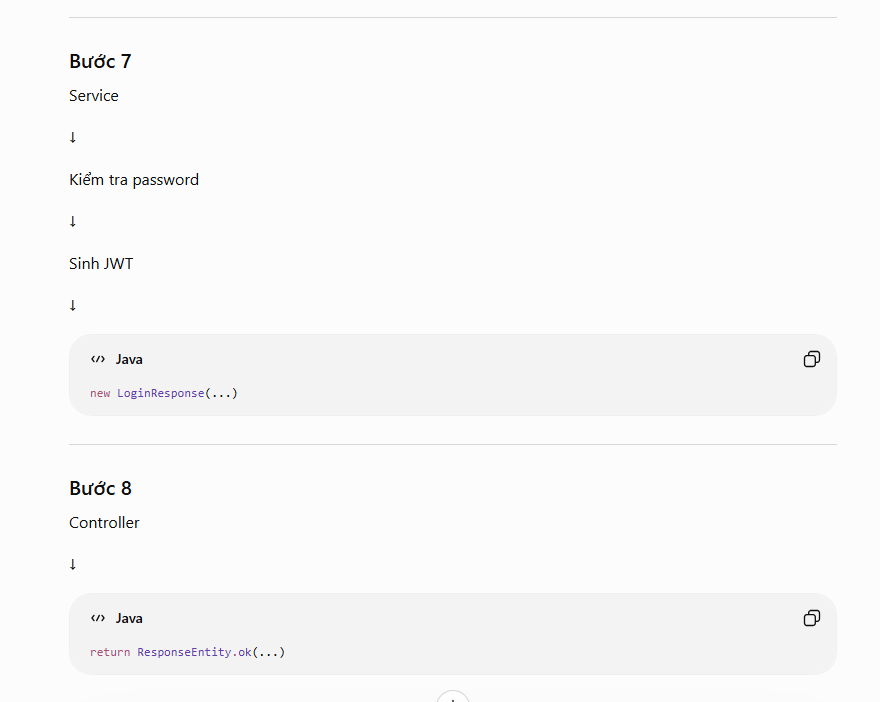 Bước 7
Service
↓
Kiểm tra password
↓
Sinh JWT
↓
Java
new LoginResponse(...)
Bước 8
Controller
↓
Java
return ResponseEntity.ok(...)